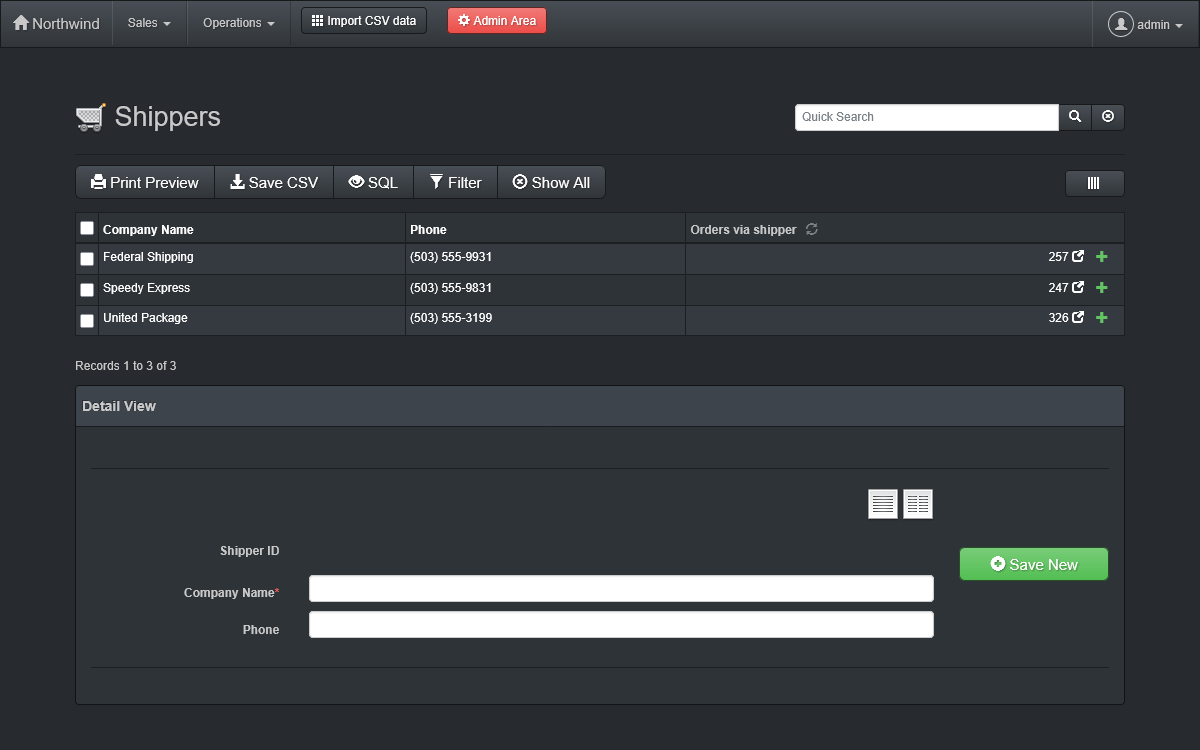 Northwind Sales Operations Import CSV data Admin Area admin
Shippers Quick Search
Print Preview Save CSV SQL Filter Show All
Company Name Phone Orders via shipper
Federal Shipping (503) 555-9931 257
Speedy Express (503) 555-9831 247
United Package (503) 555-3199 326
Records 1 to 3 of 3
Detail View
Shipper ID
Save New
Company Name*
Phone